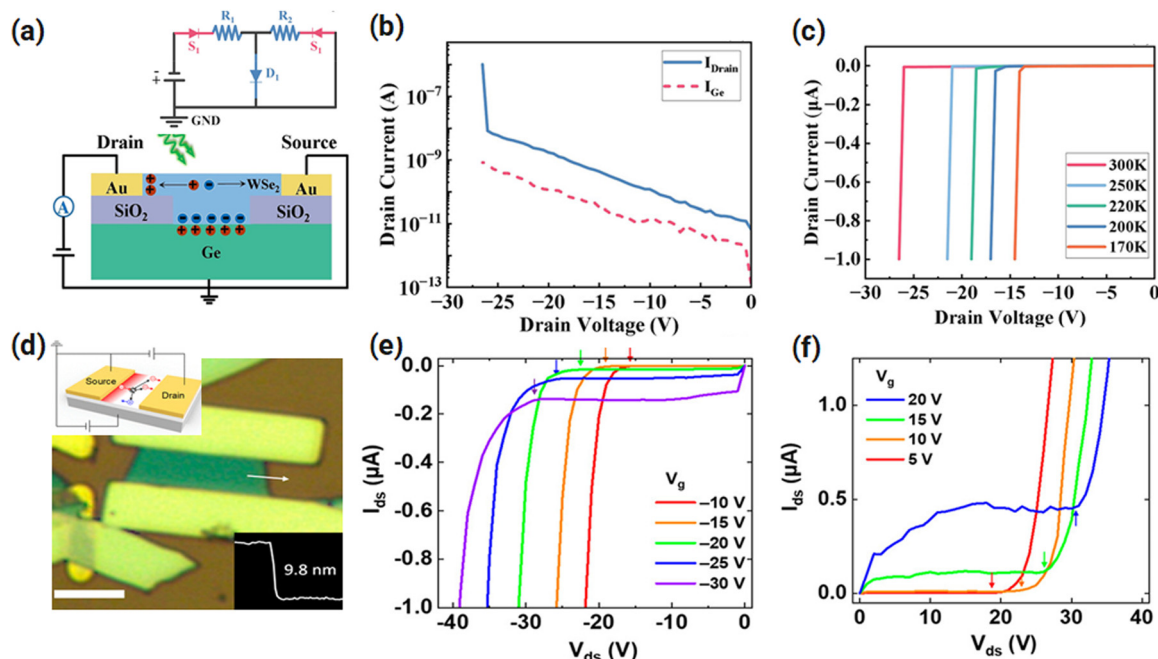 (a)
R1 R2
S1 S1
D1
GND
Drain Source
Au WSe2 Au
SiO2 SiO2
A
Ge
(b)
IDrain
IGe
Drain Current (A)
10−7
10−9
10−11
10−13
−30 −25 −20 −15 −10 −5 0
Drain Voltage (V)
(c)
Drain Current (μA)
0.0
−0.2
−0.4
−0.6
−0.8
−1.0
300K
250K
220K
200K
170K
−30 −25 −20 −15 −10 −5 0
Drain Voltage (V)
(d)
Source
Drain
9.8 nm
(e)
Ids (μA)
0.0
-0.2
-0.4
-0.6
-0.8
-1.0
Vg
–10 V
–15 V
–20 V
–25 V
–30 V
-40 -30 -20 -10 0
Vds (V)
(f)
Ids (μA)
1.0
0.5
0.0
Vg
20 V
15 V
10 V
5 V
0 10 20 30 40
Vds (V)